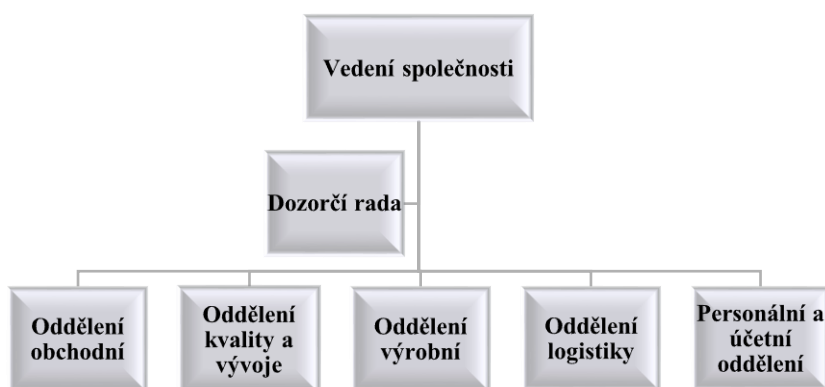 Vedení společnosti
Dozorčí rada
Oddělení
obchodní
Oddělení
kvality a
vývoje
Oddělení
výrobní
Oddělení
logistiky
Personální a
účetní
oddělení